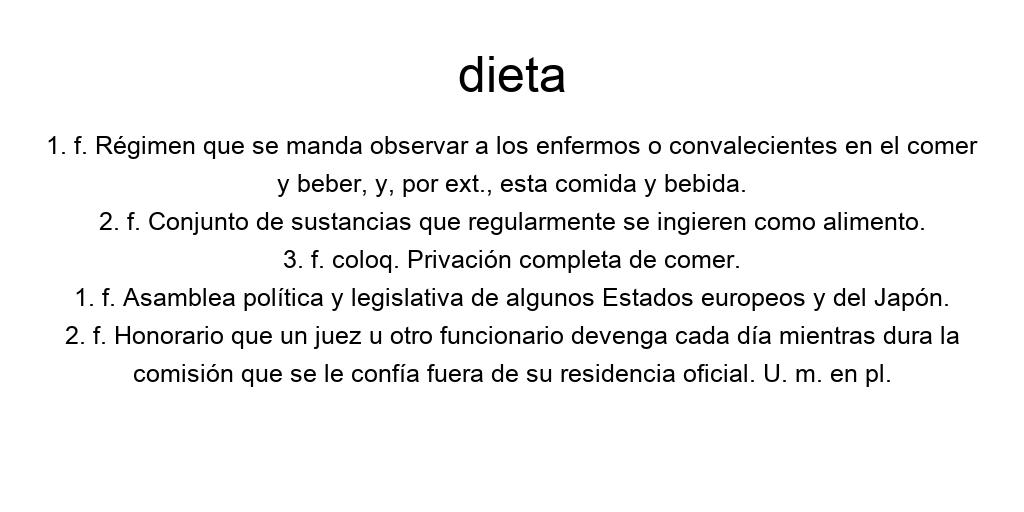 dieta
1. f. Régimen que se manda observar a los enfermos o convalecientes en el comer
y beber, y, por ext., esta comida y bebida.
2. f. Conjunto de sustancias que regularmente se ingieren como alimento.
3. f. coloq. Privación completa de comer.
1. f. Asamblea política y legislativa de algunos Estados europeos y del Japón.
2. f. Honorario que un juez u otro funcionario devenga cada día mientras dura la
comisión que se le confía fuera de su residencia oficial. U. m. en pl.